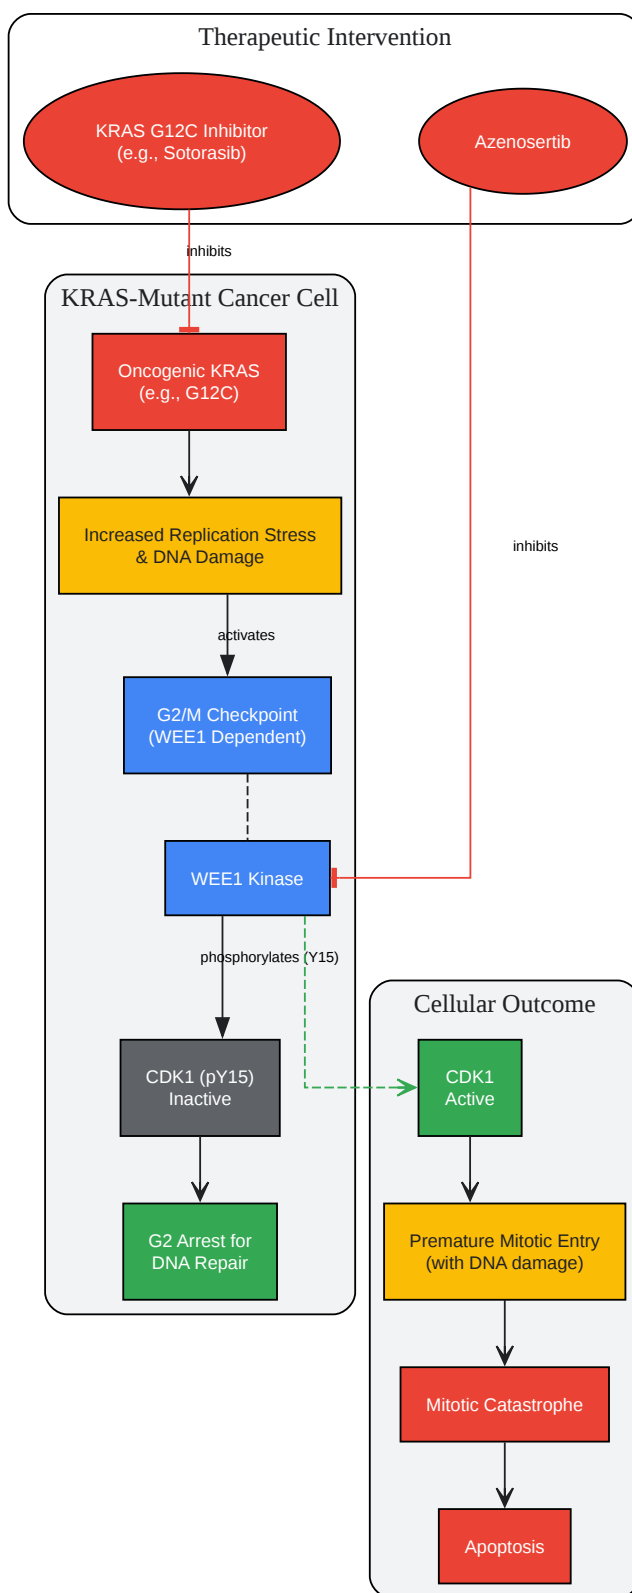 Therapeutic Intervention
KRAS G12C Inhibitor
(e.g., Sotorasib)
Azenosertib
inhibits
KRAS-Mutant Cancer Cell
Oncogenic KRAS
(e.g., G12C)
Increased Replication Stress
& DNA Damage
inhibits
activates
G2/M Checkpoint
(WEE1 Dependent)
WEE1 Kinase
phosphorylates (Y15)
Cellular Outcome
CDK1 (pY15)
Inactive
CDK1
Active
G2 Arrest for
DNA Repair
Premature Mitotic Entry
(with DNA damage)
Mitotic Catastrophe
Apoptosis